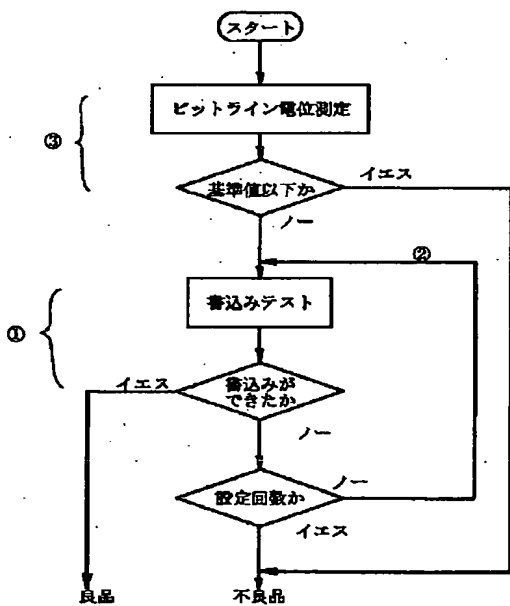 スタート
ビットライン電位測定
③
基準値以下か
イエス
ノー
②
書込みテスト
①
イエス
書込みが
できたか
ノー
設定回数か
ノー
イエス
良品
不良品